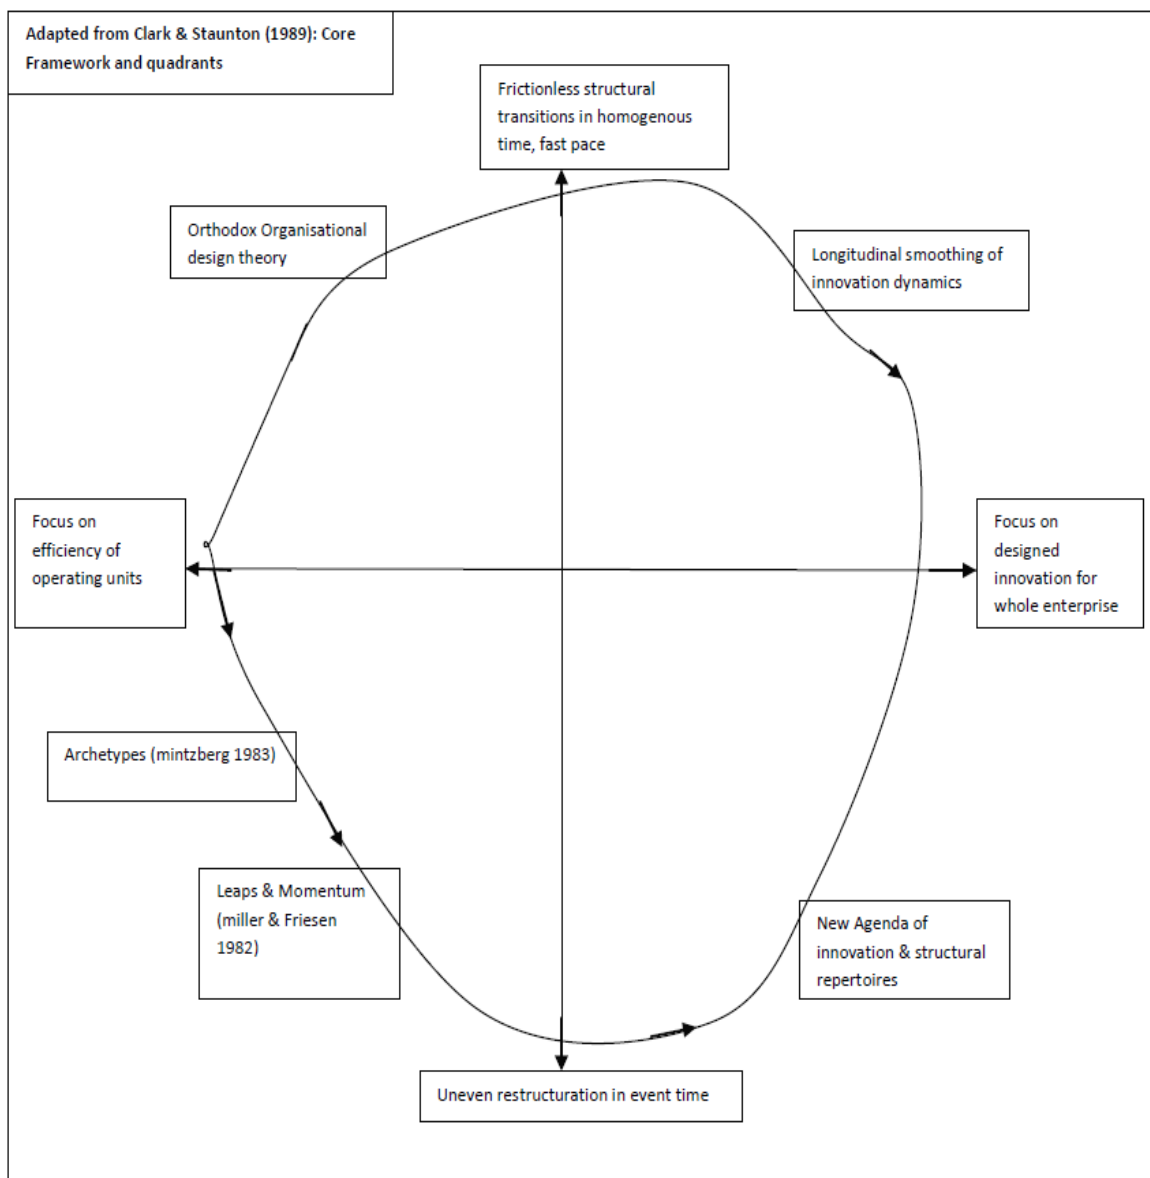 Adapted from Clark & Staunton (1989): Core
Framework and quadrants
Frictionless structural
transitions in homogenous
time, fast pace
Orthodox Organisational
design theory
Longitudinal smoothing of
innovation dynamics
Focus on
efficiency of
operating units
Focus on
designed
innovation for
whole enterprise
Archetypes (mintzberg 1983)
Leaps & Momentum
(miller & Friesen
1982)
New Agenda of
innovation & structural
repertoires
Uneven restructuration in event time